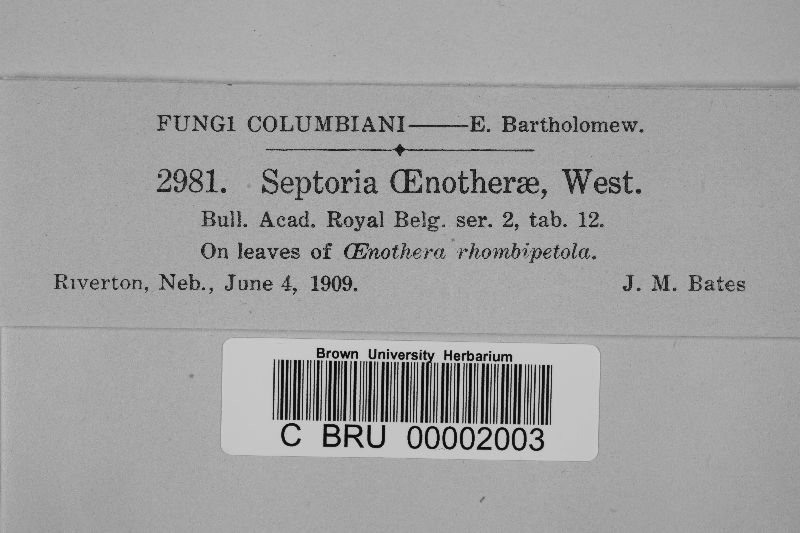 FUNGI COLUMBIANI——E. Bartholomew.
2981. Septoria Œnotheræ, West.
Bull. Acad. Royal Belg. ser. 2, tab. 12.
On leaves of Œnothera rhombipetola.
Riverton, Neb., June 4, 1909. J. M. Bates
Brown University Herbarium
C BRU 00002003